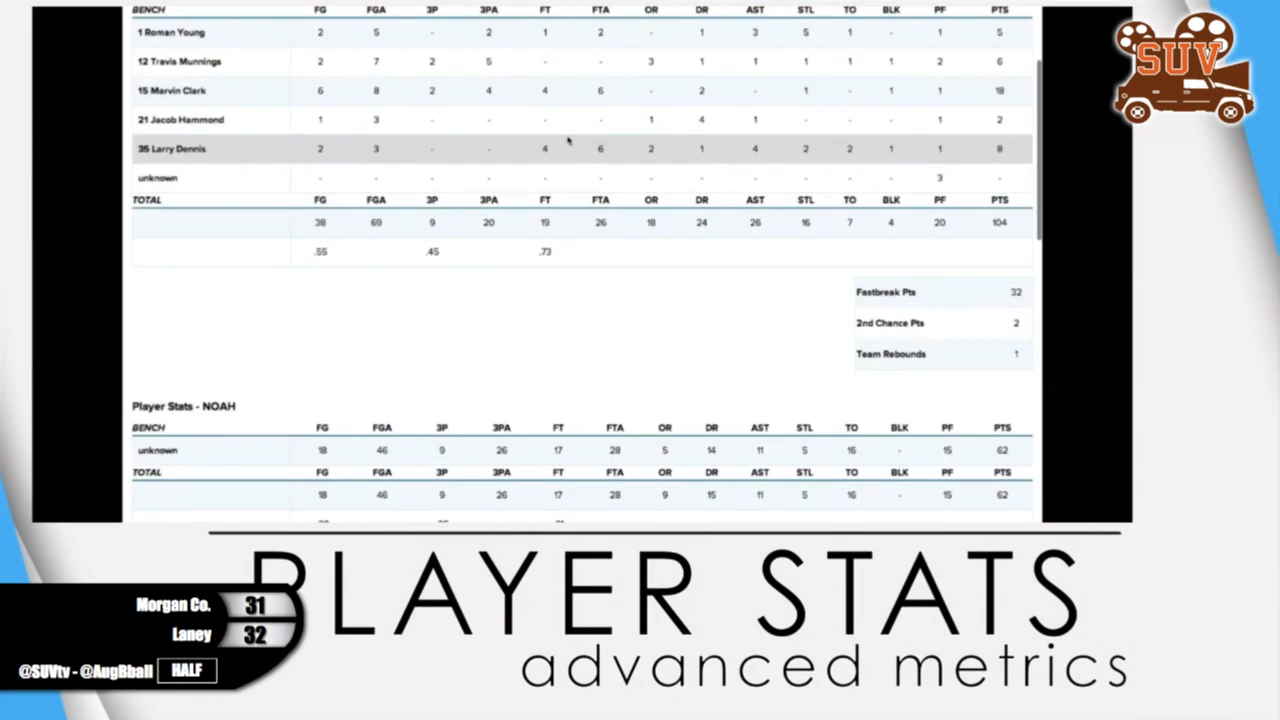 BENCH FG FGA 3P 3PA FT FTA OR DR AST STL TO BLK PF PTS
1 Roman Young 2 5 - 2 1 2 - 1 3 5 1 - 1 5
12 Travis Munnings 2 7 2 5 - - 3 1 1 1 1 1 2 6
15 Marvin Clark 6 8 2 4 4 6 - 2 - 1 - 1 1 18
21 Jacob Hammond 1 3 - - - - 1 4 1 - - - 1 2
35 Larry Dennis 2 3 - - 4 6 2 1 4 2 2 1 1 8
unknown - - - - - - - - - - - - 3 -
TOTAL FG FGA 3P 3PA FT FTA OR DR AST STL TO BLK PF PTS
38 69 9 20 19 26 18 24 26 16 7 4 20 104
.55 .45 .73
Fastbreak Pts 32
2nd Chance Pts 2
Team Rebounds 1
Player Stats - NOAH
BENCH FG FGA 3P 3PA FT FTA OR DR AST STL TO BLK PF PTS
unknown 18 46 9 26 17 28 5 14 11 5 16 - 15 62
TOTAL FG FGA 3P 3PA FT FTA OR DR AST STL TO BLK PF PTS
18 46 9 26 17 28 9 15 11 5 16 - 15 62
SUV
PLAYER STATS
advanced metrics
Morgan Co. 31
Laney 32
@SUVtv - @AugBball HALF